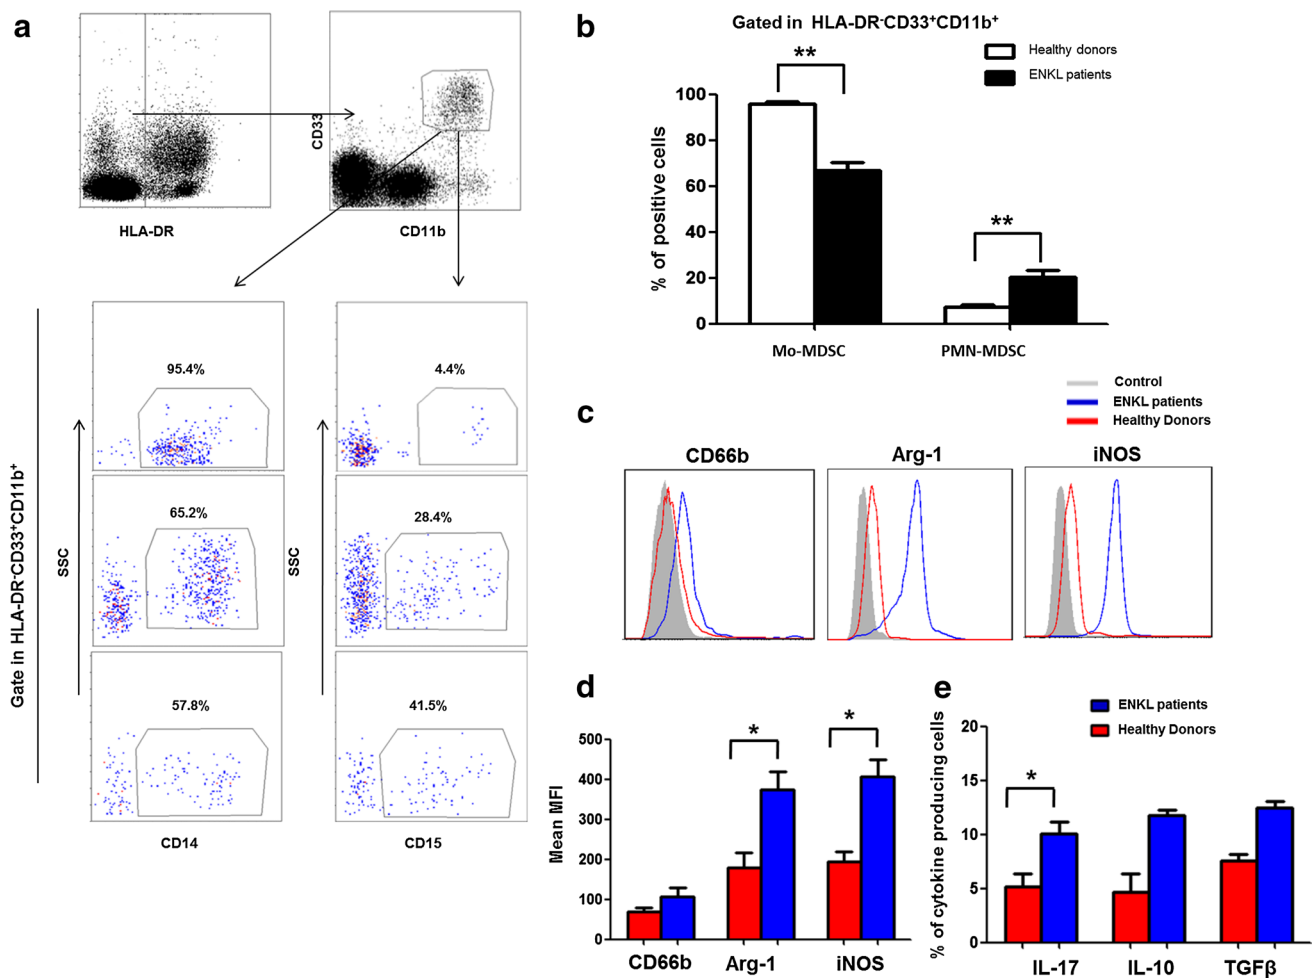 a
CD33
HLA-DR
CD11b
Gate in HLA-DR-CD33+CD11b+
SSC
SSC
95.4%
4.4%
65.2%
28.4%
57.8%
41.5%
CD14
CD15
b
Gated in HLA-DR-CD33+CD11b+
Healthy donors
ENKL patients
**
**
% of positive cells
100
80
60
40
20
0
Mo-MDSC
PMN-MDSC
c
Control
ENKL patients
Healthy Donors
CD66b
Arg-1
iNOS
d
Mean MFI
500
400
300
200
100
0
*
*
CD66b
Arg-1
iNOS
e
ENKL patients
Healthy Donors
% of cytokine producing cells
20
15
10
5
0
*
IL-17
IL-10
TGFβ